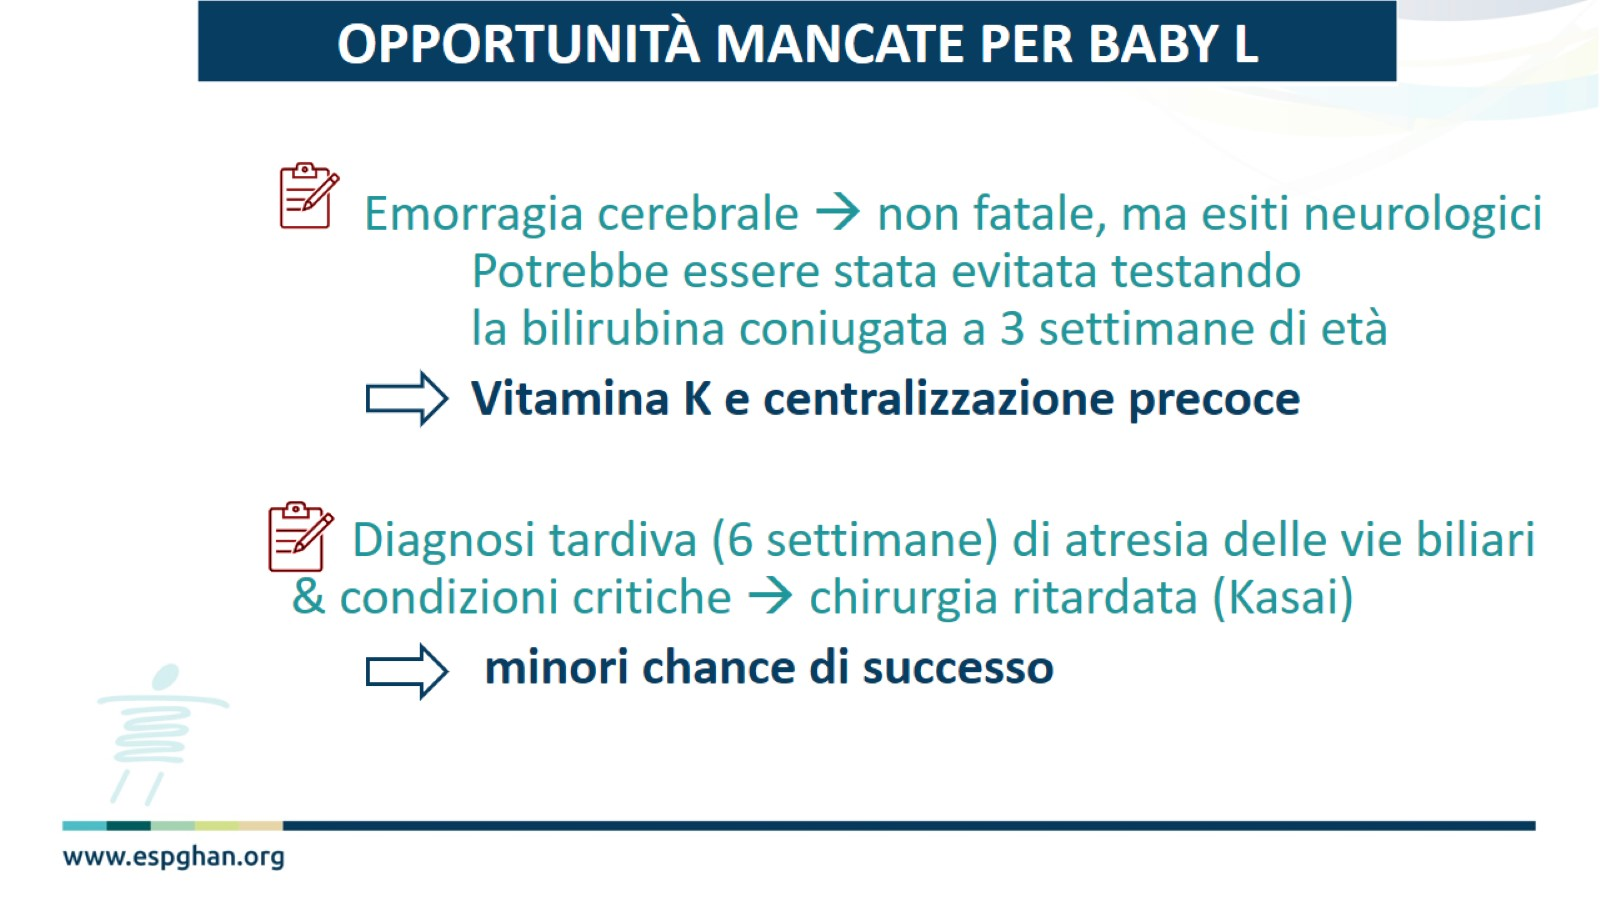 OPPORTUNITÀ MANCATE PER BABY L
Emorragia cerebrale → non fatale, ma esiti neurologici
Potrebbe essere stata evitata testando
la bilirubina coniugata a 3 settimane di età
Vitamina K e centralizzazione precoce
Diagnosi tardiva (6 settimane) di atresia delle vie biliari
& condizioni critiche → chirurgia ritardata (Kasai)
minori chance di successo
www.espghan.org